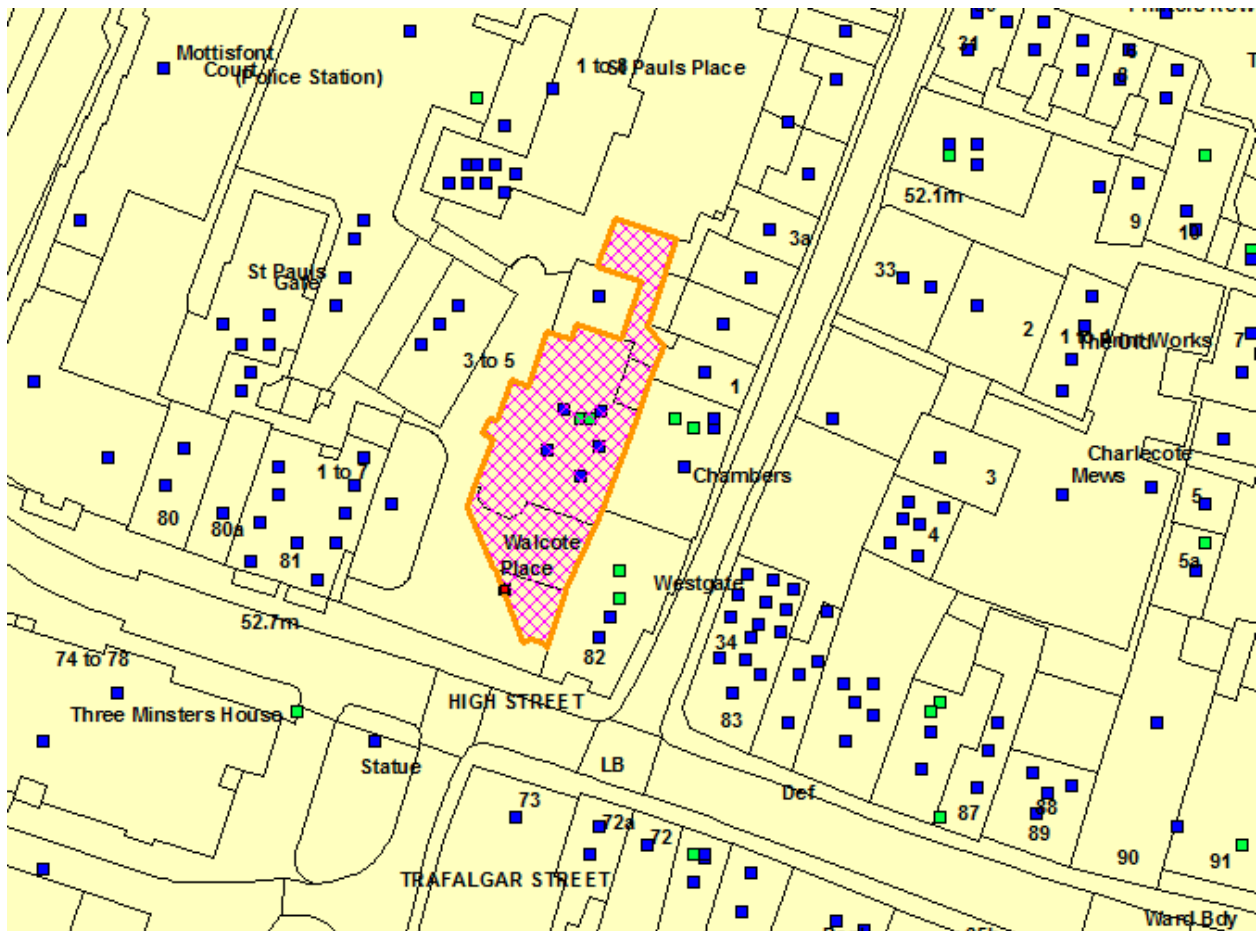 Mottisfont
Court
(Police Station)
1 to 8
St Pauls Place
31
6
8
52.1m
9
10
3a
33
St Pauls
Gate
2
The Old
Print Works
7
3 to 5
1
Charlecote
Mews
1 to 7
Chambers
3
5
80
80a
81
4
5a
Walcote
Place
Westgate
52.7m
34
82
74 to 78
HIGH STREET
Three Minsters House
83
Statue
LB
Def
73
72a
72
87
88
89
90
91
TRAFALGAR STREET
Ward Bdy